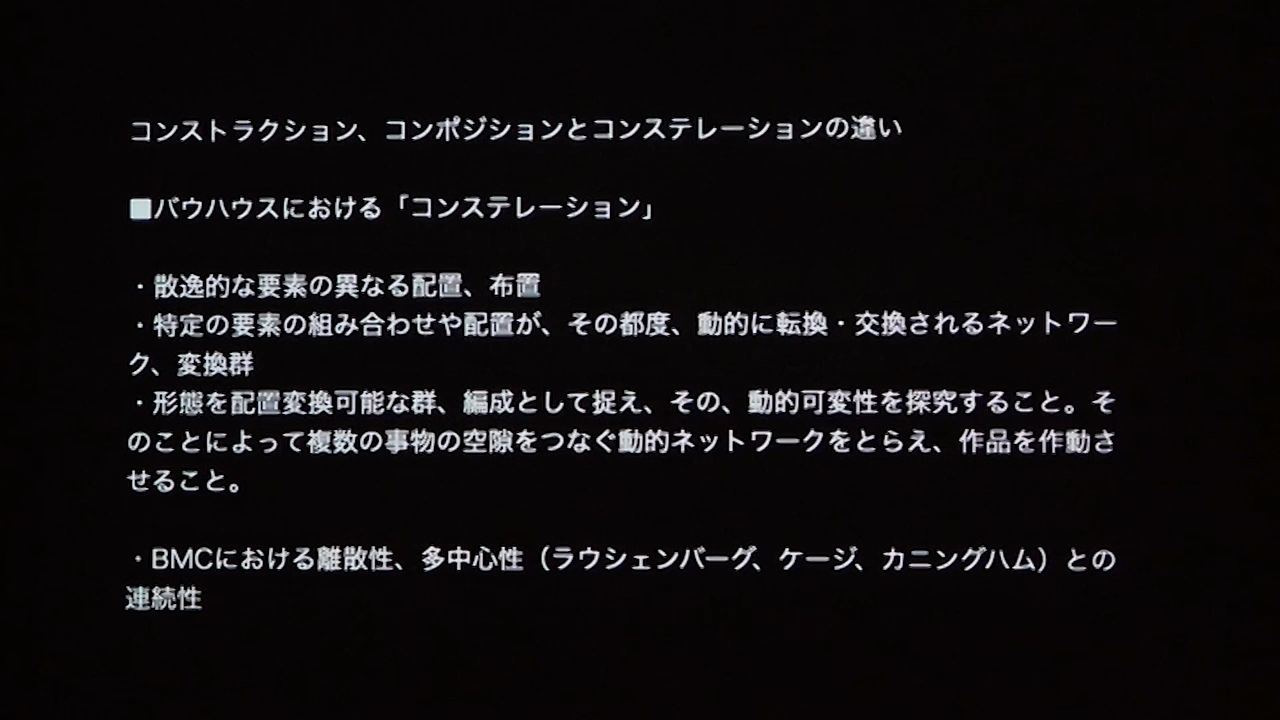 コンストラクション、コンポジションとコンステレーションの違い
■バウハウスにおける「コンステレーション」
・散逸的な要素の異なる配置、布置
・特定の要素の組み合わせや配置が、その都度、動的に転換・交換されるネットワー
ク、変換群
・形態を配置変換可能な群、編成として捉え、その、動的可変性を探究すること。そ
のことによって複数の事物の空隙をつなぐ動的ネットワークをとらえ、作品を作動さ
せること。
・BMCにおける離散性、多中心性（ラウシェンバーグ、ケージ、カニングハム）との
連続性